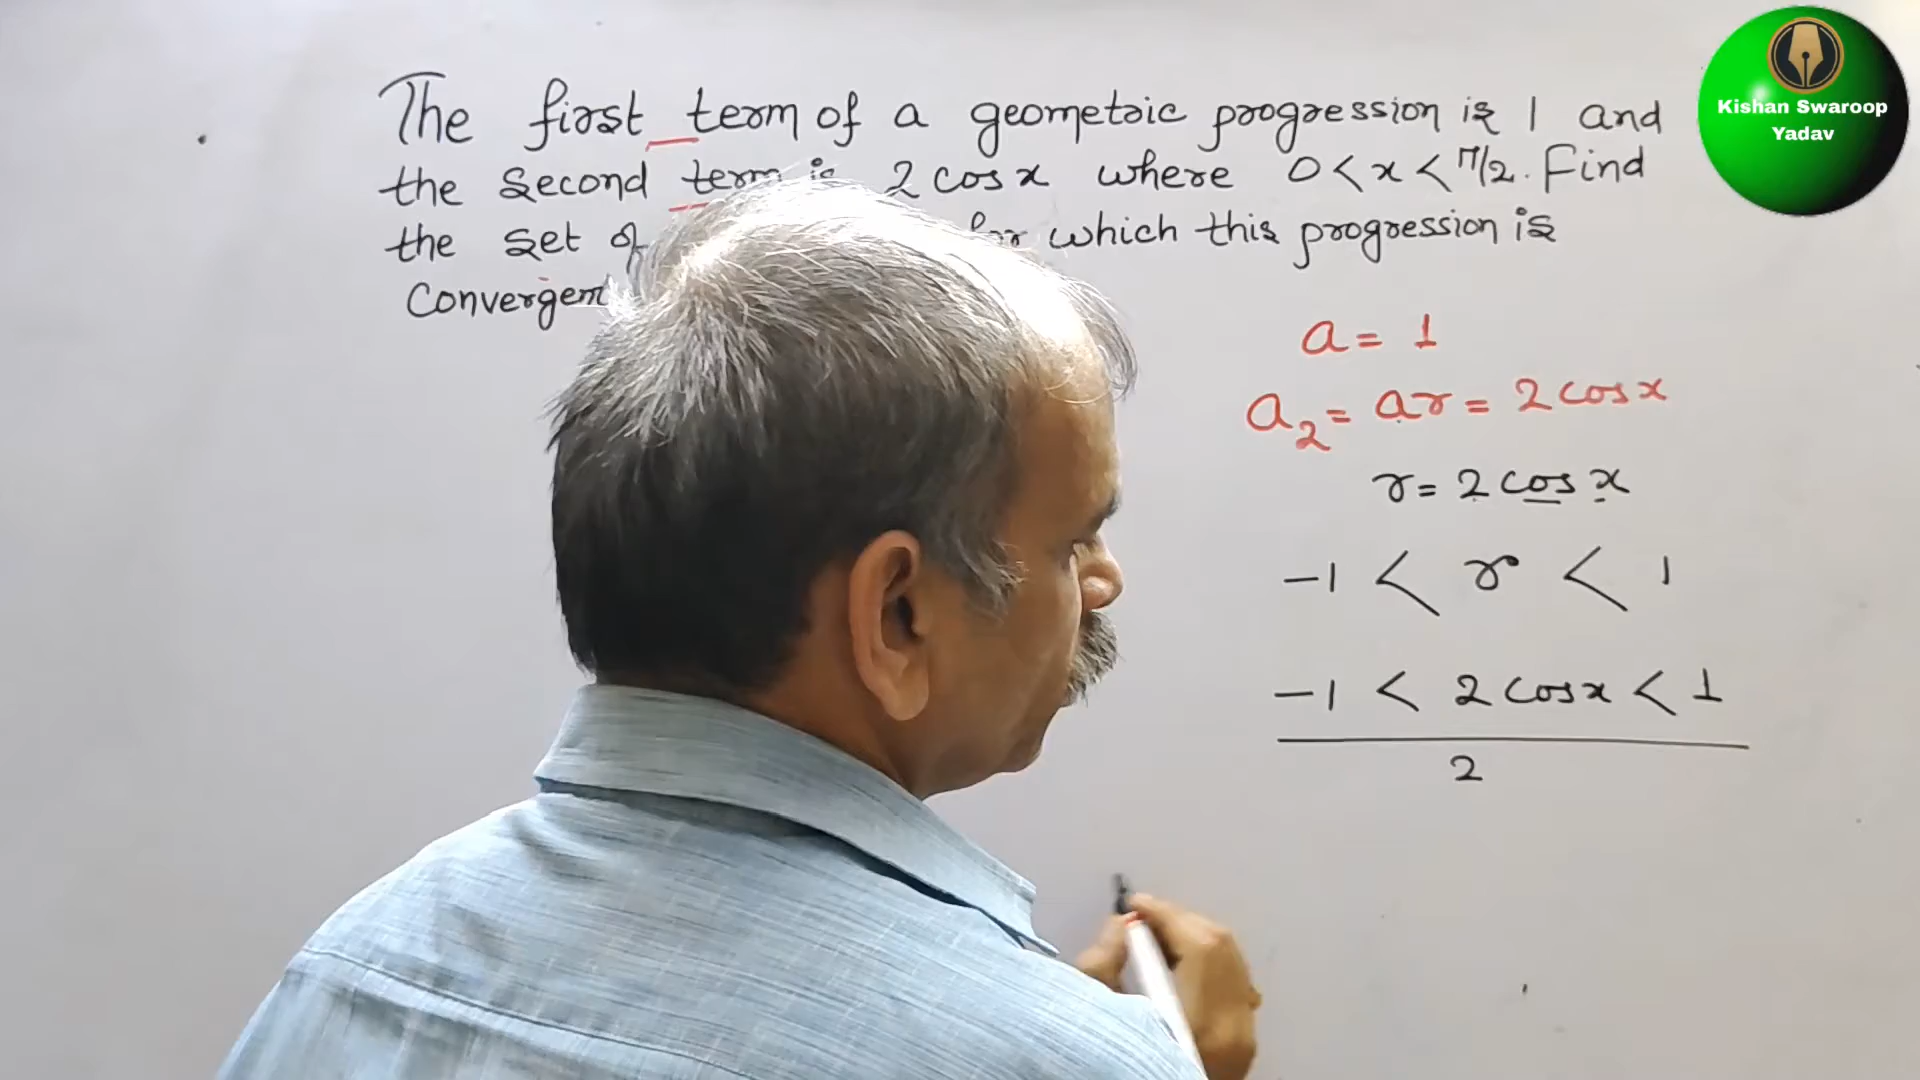 The first term of a geometric progression is 1 and
the second term is 2 cos x where 0 < x < π/2. Find
the set of for which this progression is
Convergen
a = 1
a₂ = ar = 2 cos x
r = 2 cos x
-1 < r < 1
-1 < 2 cos x < 1
2
Kishan Swaroop
Yadav